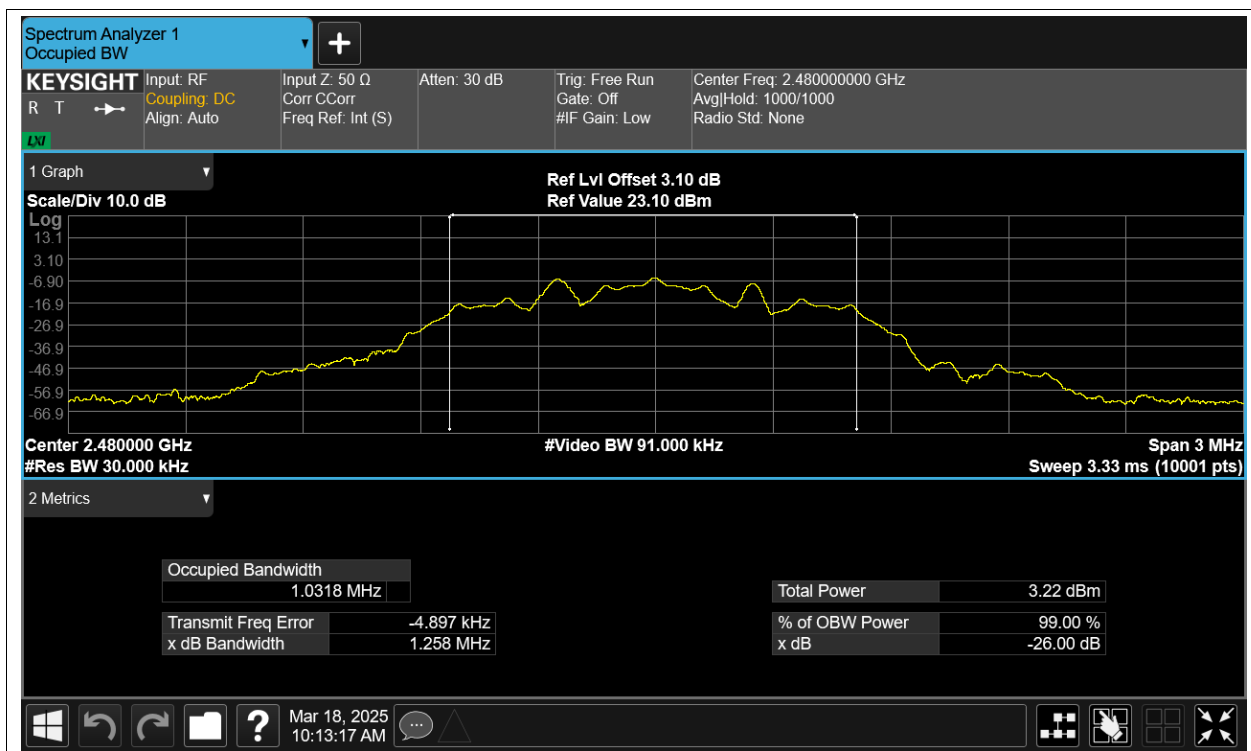 Spectrum Analyzer 1
Occupied BW
KEYSIGHT
R T
LXI
Input: RF
Coupling: DC
Align: Auto
Input Z: 50 Ω
Corr CCorr
Freq Ref: Int (S)
Atten: 30 dB
Trig: Free Run
Gate: Off
#IF Gain: Low
Center Freq: 2.480000000 GHz
Avg|Hold: 1000/1000
Radio Std: None
1 Graph
Scale/Div 10.0 dB
Ref Lvl Offset 3.10 dB
Ref Value 23.10 dBm
Log
13.1
3.10
-6.90
-16.9
-26.9
-36.9
-46.9
-56.9
-66.9
Center 2.480000 GHz
#Res BW 30.000 kHz
#Video BW 91.000 kHz
Span 3 MHz
Sweep 3.33 ms (10001 pts)
2 Metrics
Occupied Bandwidth
1.0318 MHz
Transmit Freq Error -4.897 kHz
x dB Bandwidth 1.258 MHz
Total Power 3.22 dBm
% of OBW Power 99.00 %
x dB -26.00 dB
?
Mar 18, 2025
10:13:17 AM